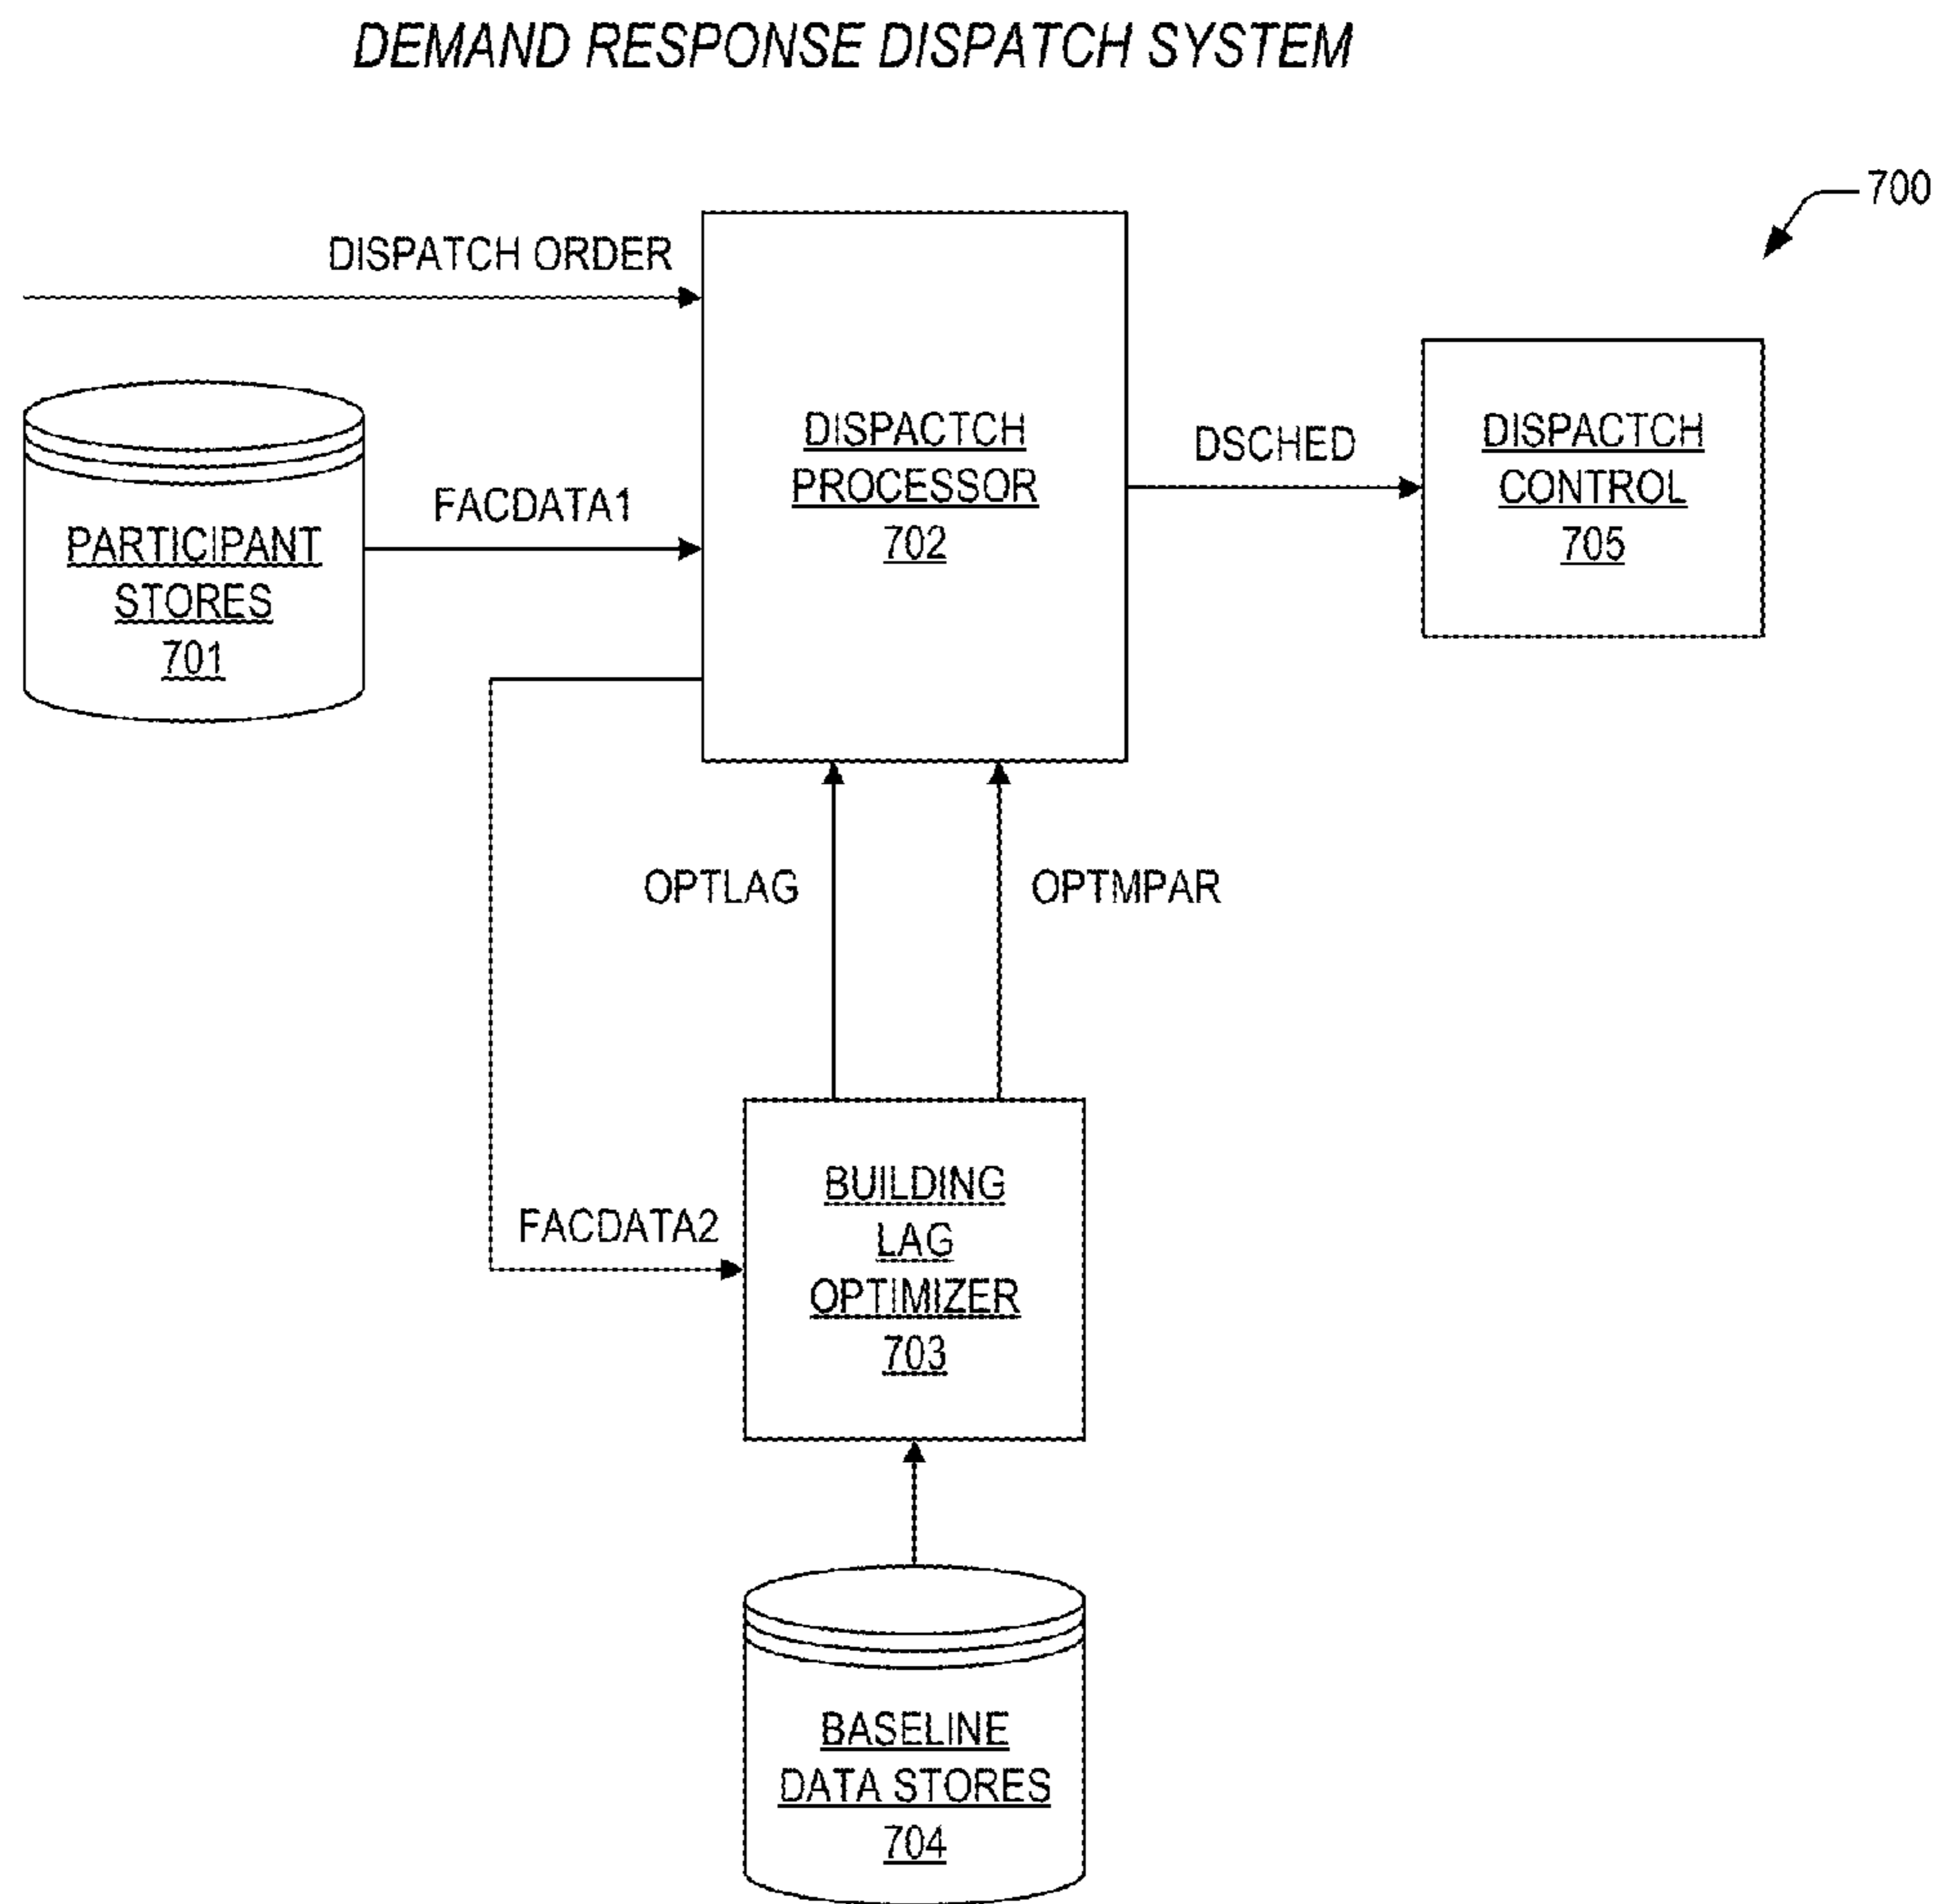 DEMAND RESPONSE DISPATCH SYSTEM
700
DISPATCH ORDER
DISPACTCH
PROCESSOR
702
DSCHED
DISPACTCH
CONTROL
705
FACDATA1
PARTICIPANT
STORES
701
OPTLAG
OPTMPAR
FACDATA2
BUILDING
LAG
OPTIMIZER
703
BASELINE
DATA STORES
704